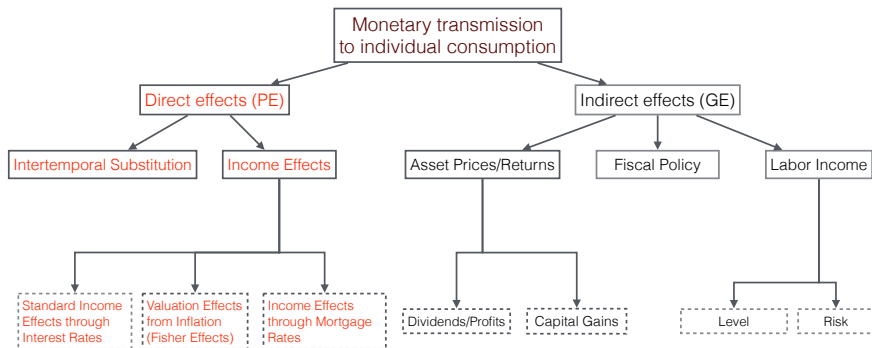 Monetary transmission
to individual consumption
Direct effects (PE)
Indirect effects (GE)
Intertemporal Substitution
Income Effects
Asset Prices/Returns
Fiscal Policy
Labor Income
Standard Income
Effects through
Interest Rates
Valuation Effects
from Inflation
(Fisher Effects)
Income Effects
through Mortgage
Rates
Dividends/Profits
Capital Gains
Level
Risk